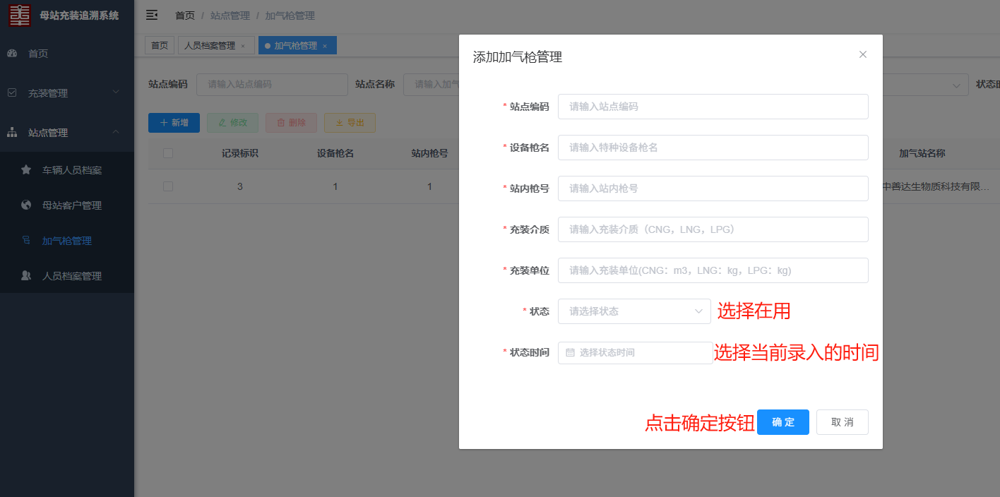 母站充装追溯系统
首页
充装管理
站点管理
车辆人员档案
母站客户管理
加气枪管理
人员档案管理
首页 / 站点管理 / 加气枪管理
首页 人员档案管理 × 加气枪管理 ×
站点编码 请输入站点编码 站点名称 请输入加气
新增 修改 删除 导出
记录标识 设备枪名 站内枪号 加气站名称
3 1 1 中善达生物质科技有限...
添加加气枪管理
* 站点编码 请输入站点编码
* 设备枪名 请输入特种设备枪名
* 站内枪号 请输入站内枪号
* 充装介质 请输入充装介质（CNG，LNG，LPG）
* 充装单位 请输入充装单位(CNG：m3，LNG：kg，LPG：kg)
* 状态 请选择状态 选择在用
* 状态时间 选择状态时间 选择当前录入的时间
点击确定按钮 确 定 取 消